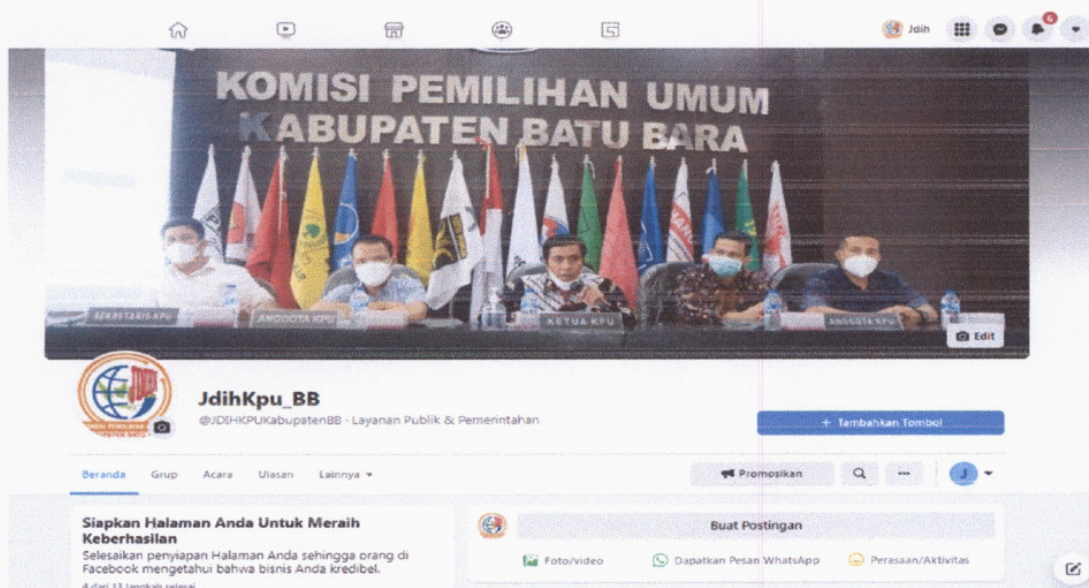 Jdih
6
KOMISI PEMILIHAN UMUM
KABUPATEN BATU BARA
SEKRETARIS KPU
ANGGOTA KPU
KETUA KPU
ANGGOTA KPU
Edit
JDIH
JdihKpu_BB
@JDIHKPUKabupatenBB · Layanan Publik & Pemerintahan
+ Tambahkan Tombol
Beranda Grup Acara Ulasan Lainnya
Promosikan
J
Siapkan Halaman Anda Untuk Meraih
Keberhasilan
Selesaikan penyiapan Halaman Anda sehingga orang di
Facebook mengetahui bahwa bisnis Anda kredibel.
4 dari 13 langkah selesai
Buat Postingan
Foto/video Dapatkan Pesan WhatsApp Perasaan/Aktivitas